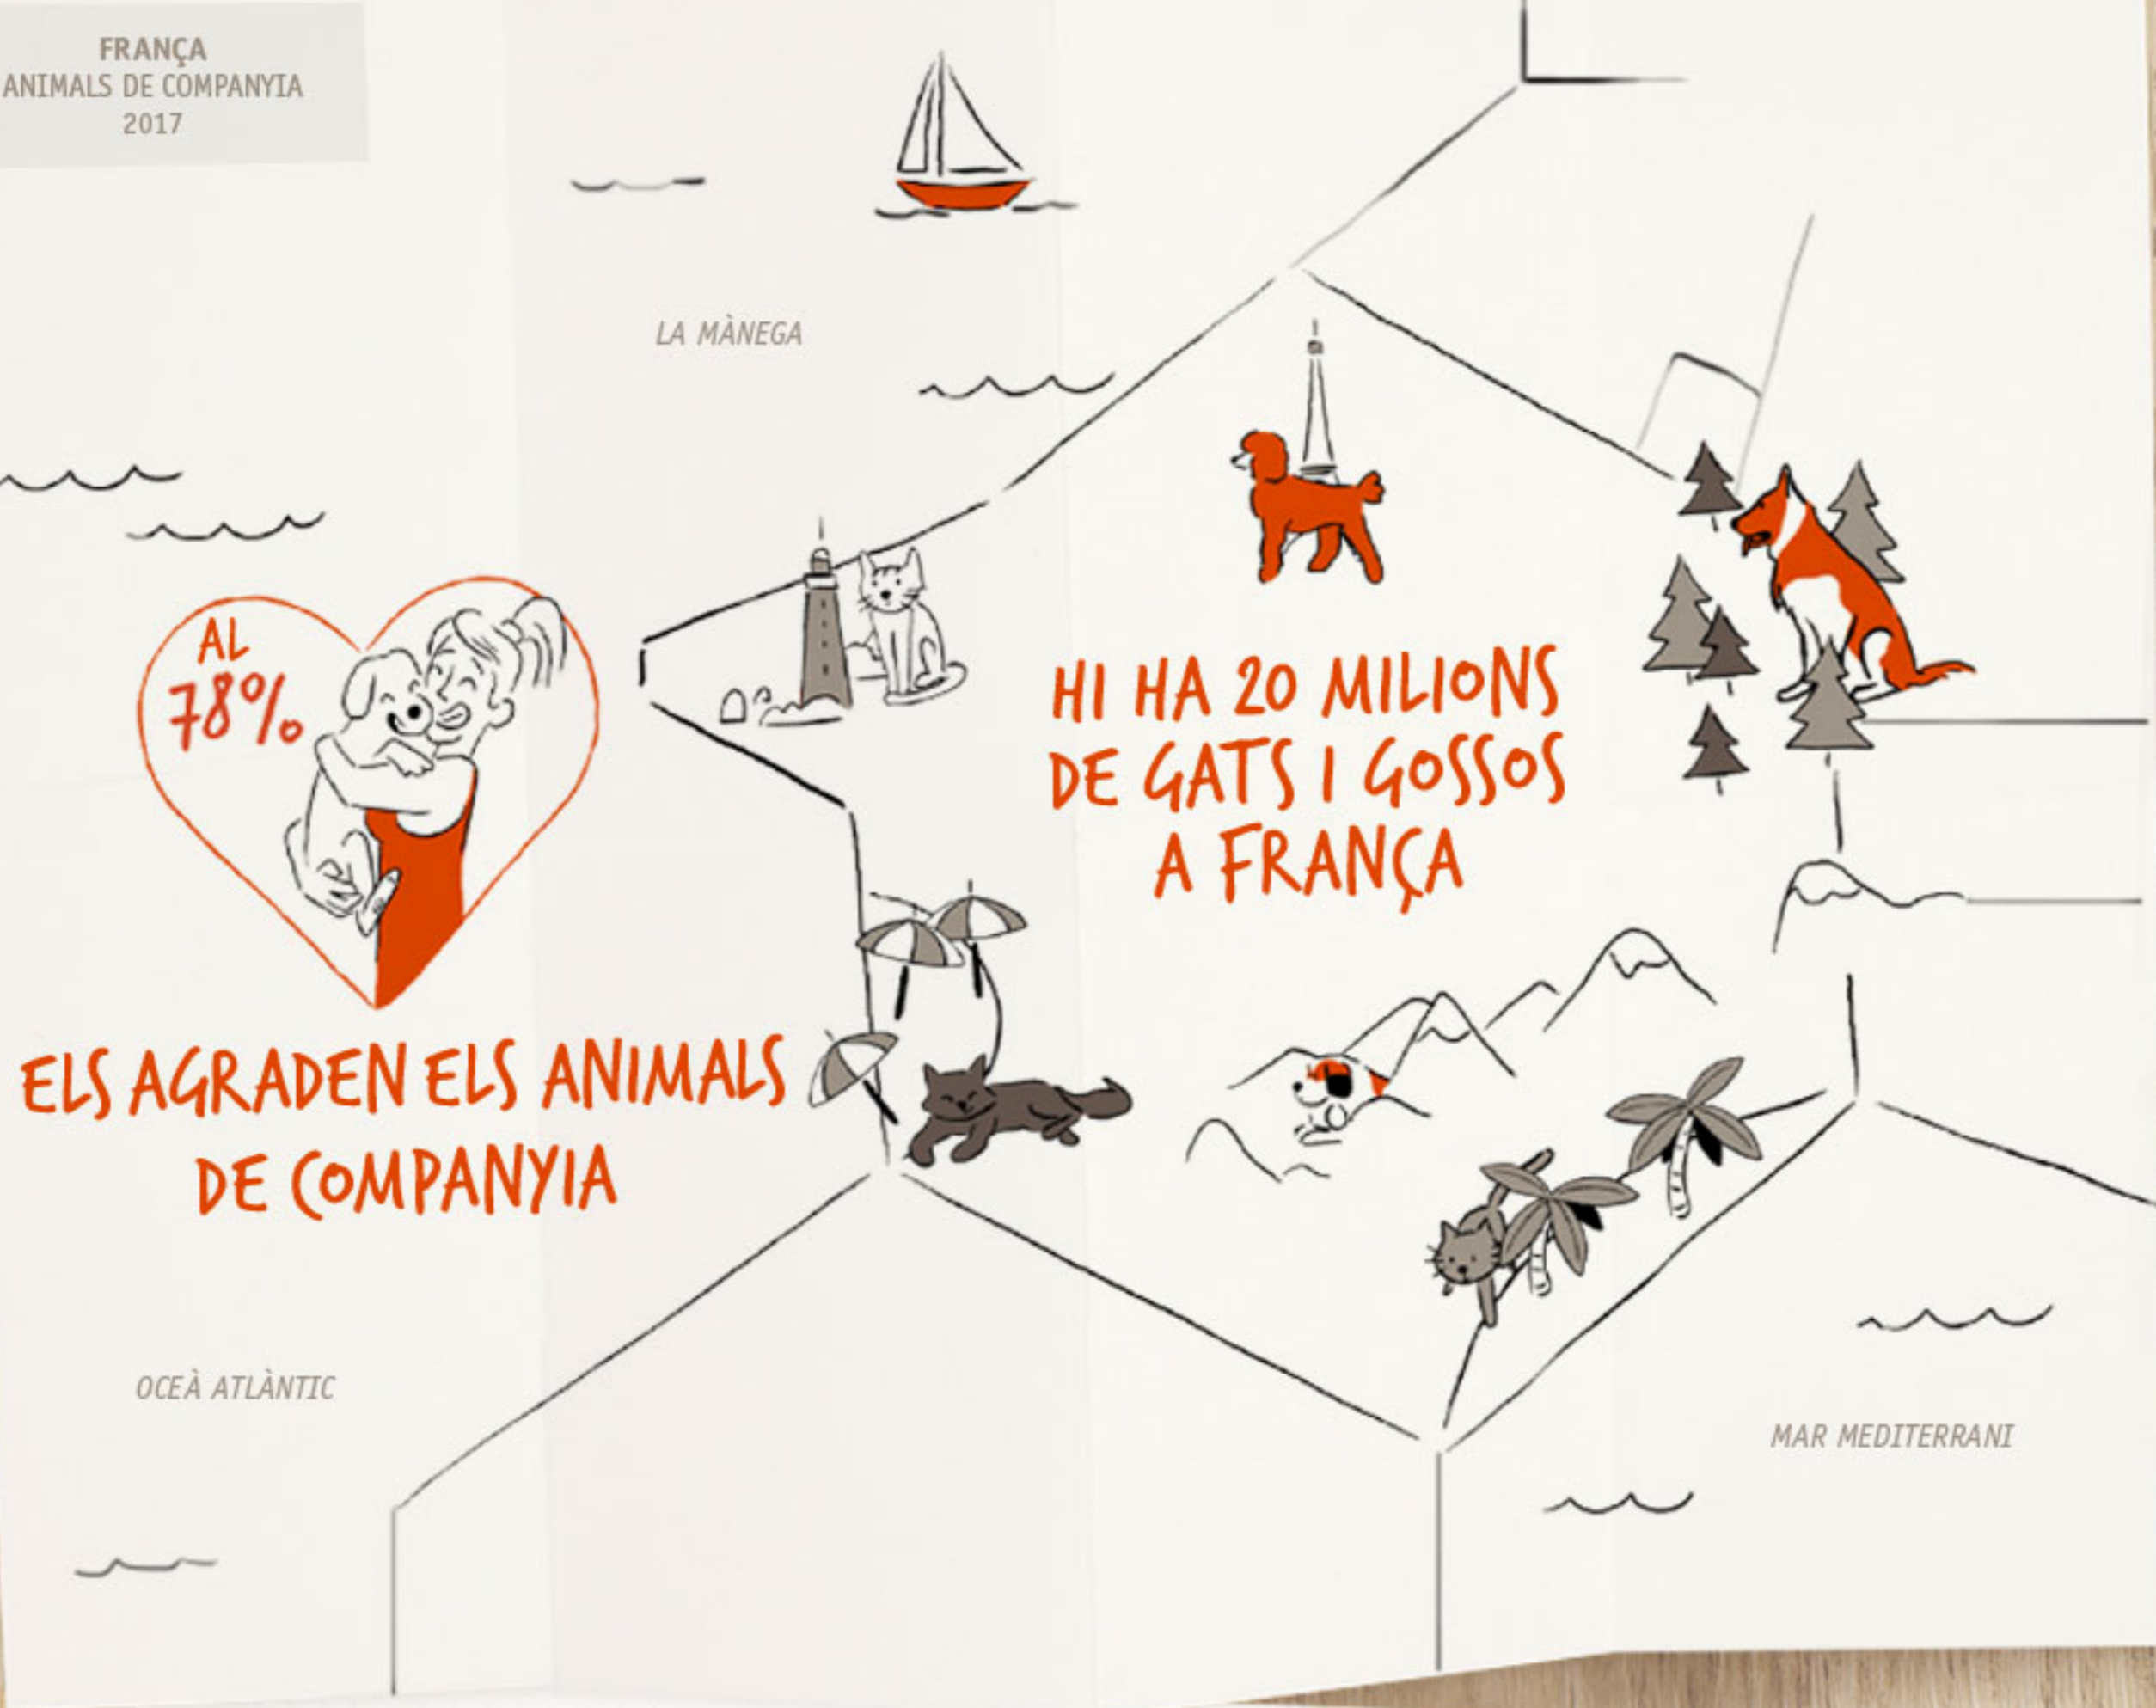 FRANÇA
ANIMALS DE COMPANYIA
2017
LA MÀNEGA
AL
78%
ELS AGRADEN ELS ANIMALS
DE COMPANYIA
HI HA 20 MILIONS
DE GATS I GOSSOS
A FRANÇA
OCEÀ ATLÀNTIC
MAR MEDITERRANI